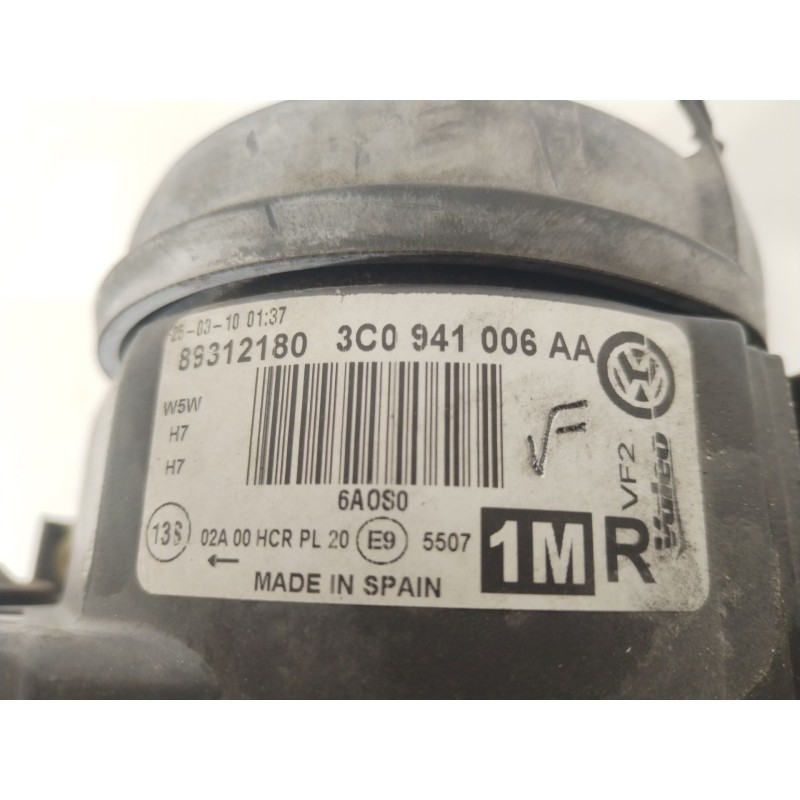 25-03-10 01:37
89312180 3C0 941 006 AA
W5W
H7
H7
6A0S0
VF2
Valeo
13S 02A 00 HCR PL 20 E9 5507
1M R
MADE IN SPAIN